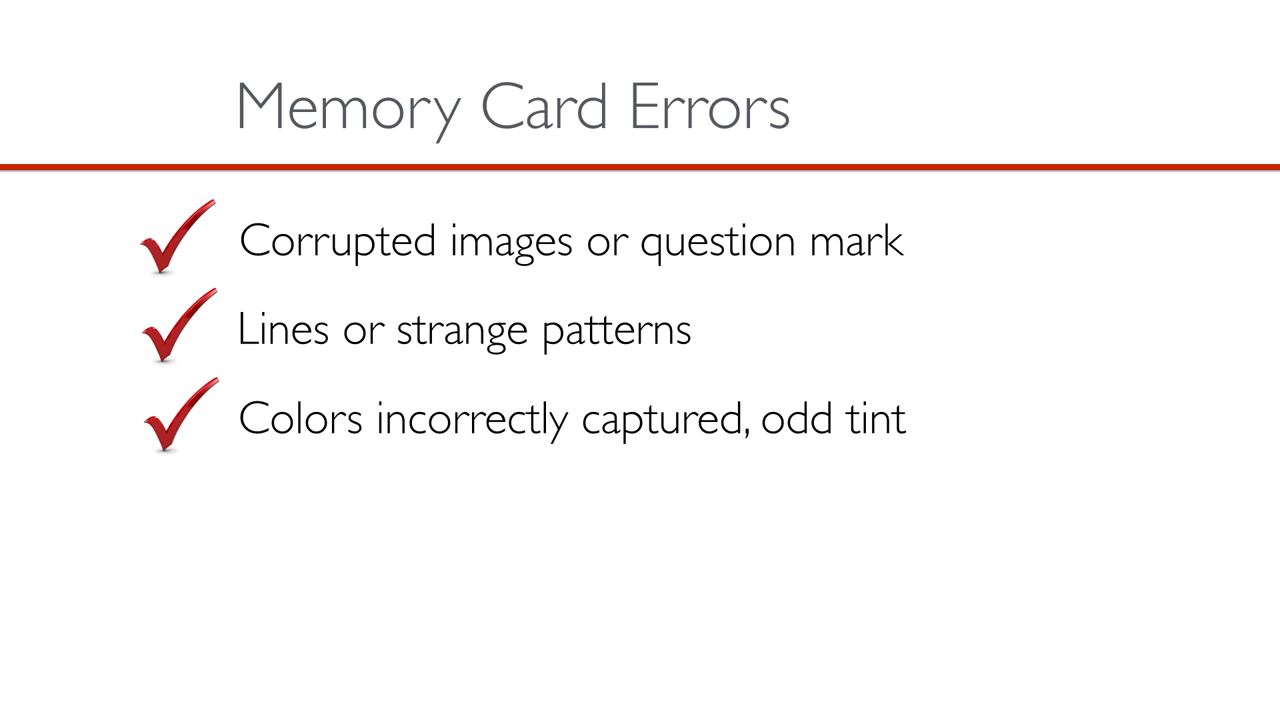 Memory Card Errors
Corrupted images or question mark
Lines or strange patterns
Colors incorrectly captured, odd tint